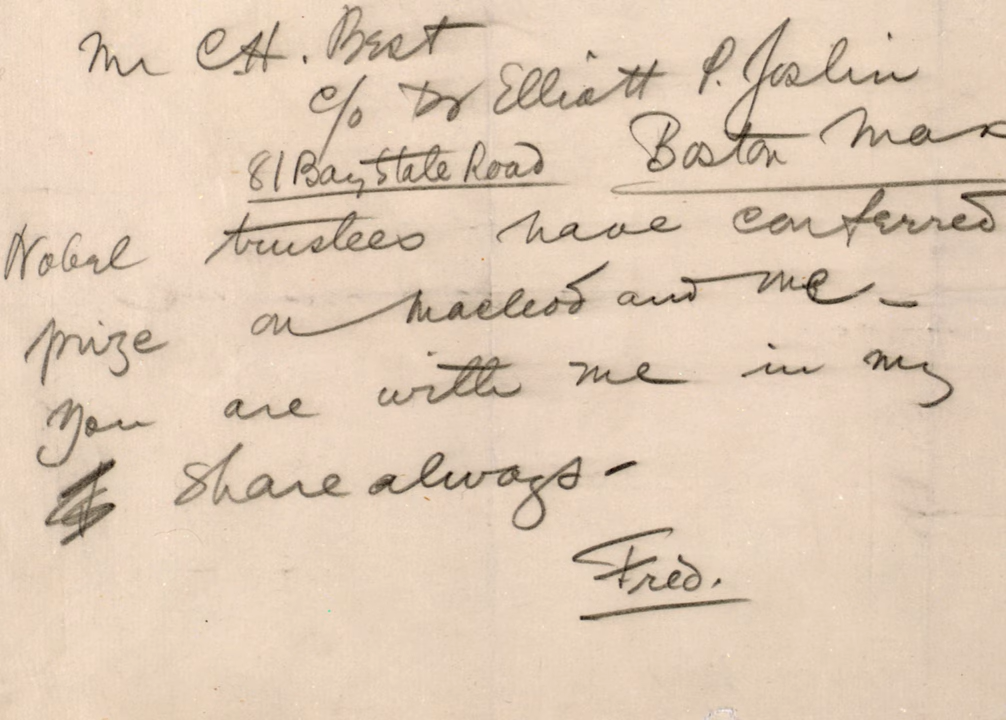 Mr C.H. Best
c/o Dr Elliott P. Joslin
81 Bay State Road Boston Mas
Nobel trustees have conferred
prize on Macleod and me -
You are with me in my
share always -
Fred.